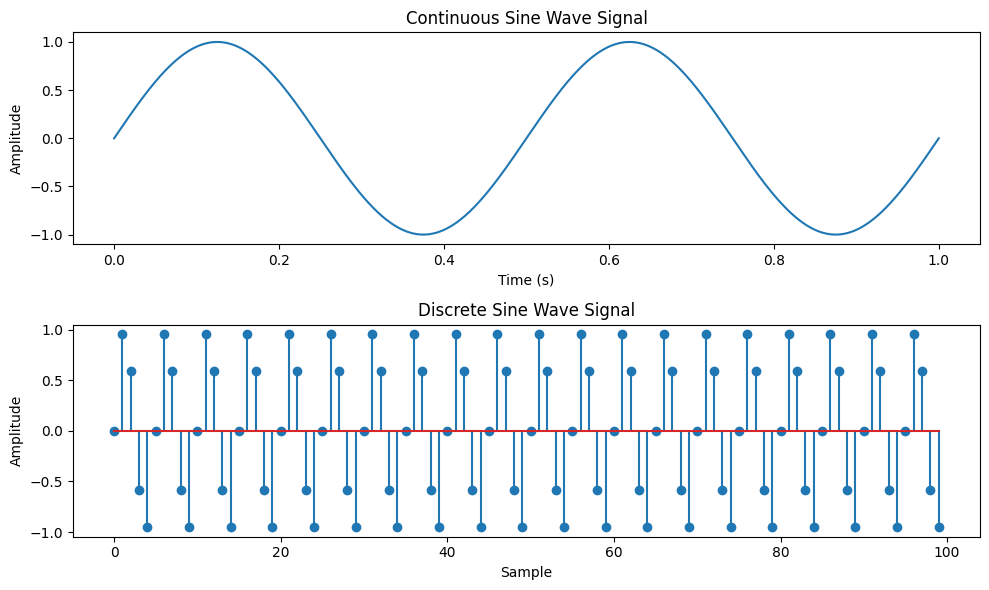 Continuous Sine Wave Signal
1.0
0.5
0.0
−0.5
−1.0
Amplitude
0.0 0.2 0.4 0.6 0.8 1.0
Time (s)
Discrete Sine Wave Signal
1.0
0.5
0.0
−0.5
−1.0
Amplitude
0 20 40 60 80 100
Sample